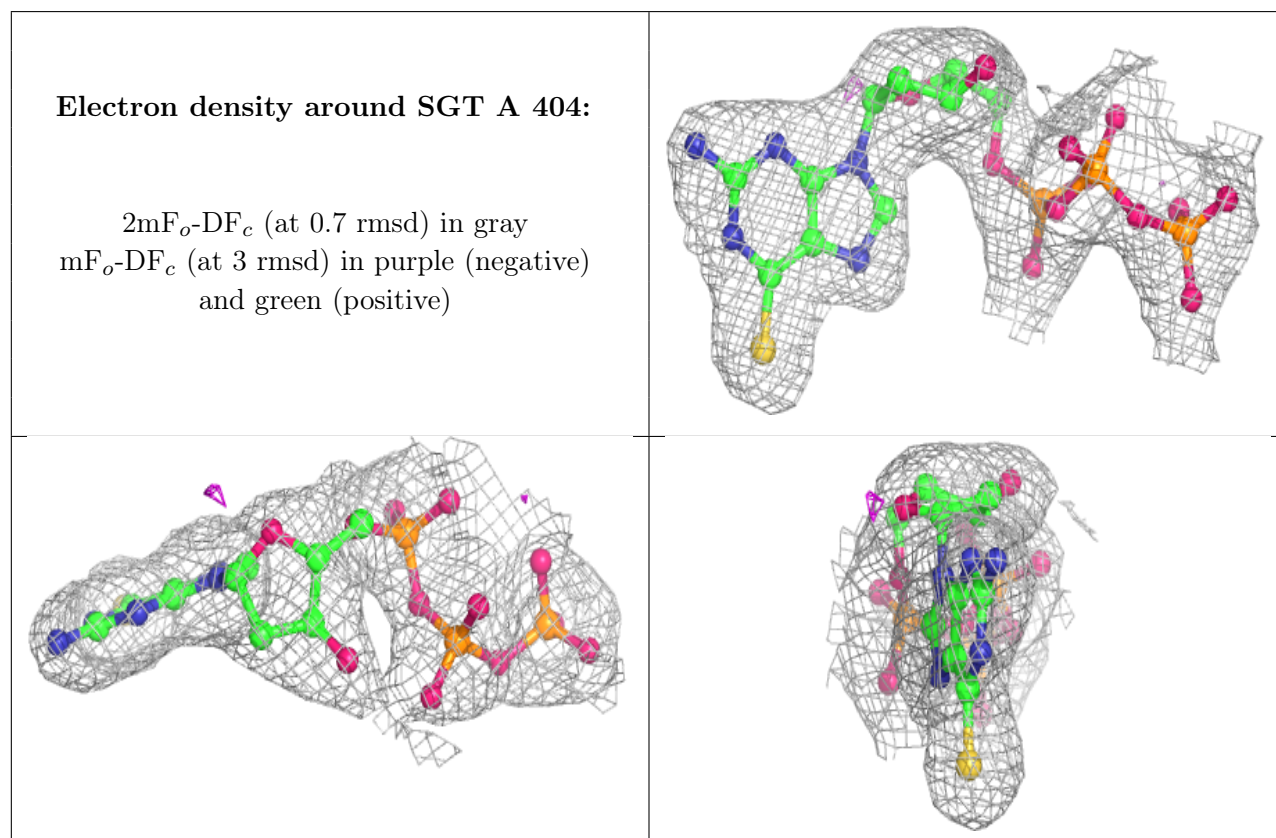 Electron density around SGT A 404:
2mFo-DFc (at 0.7 rmsd) in gray
mFo-DFc (at 3 rmsd) in purple (negative)
and green (positive)